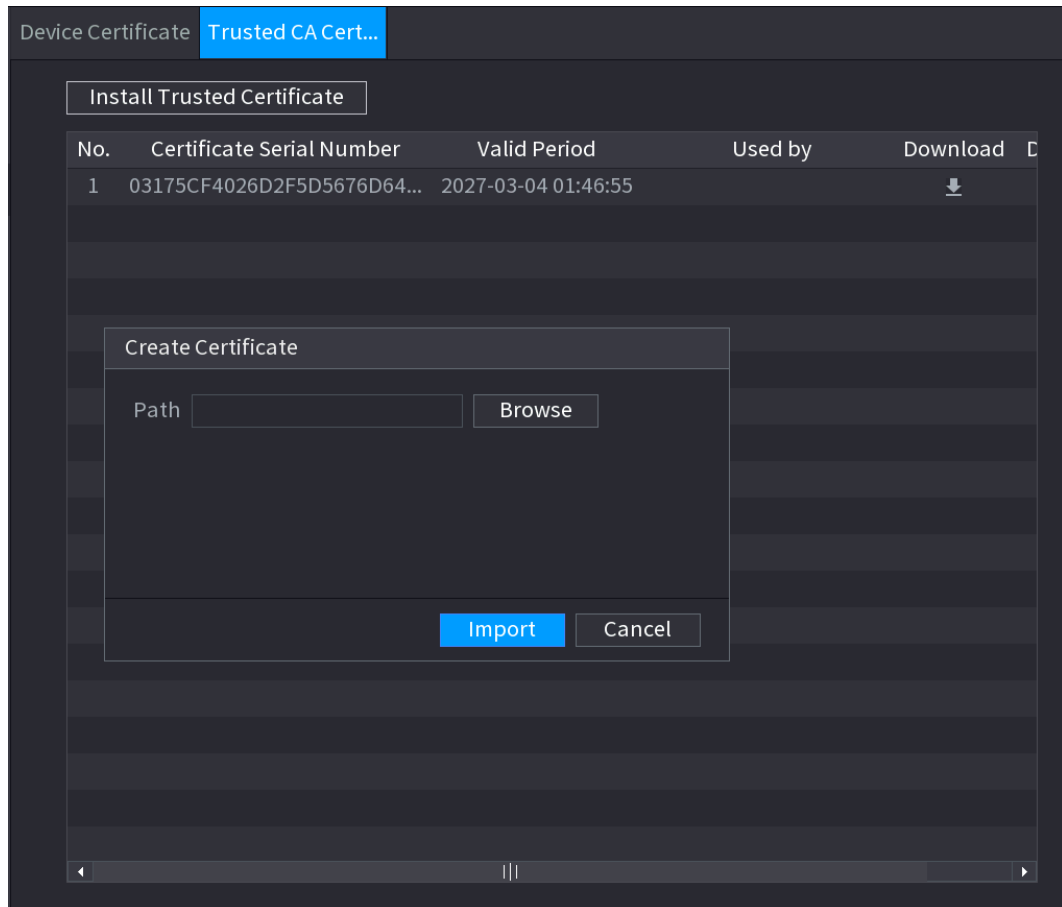 Device Certificate Trusted CA Cert...
Install Trusted Certificate
No. Certificate Serial Number Valid Period Used by Download D
1 03175CF4026D2F5D5676D64... 2027-03-04 01:46:55
Create Certificate
Path Browse
Import Cancel